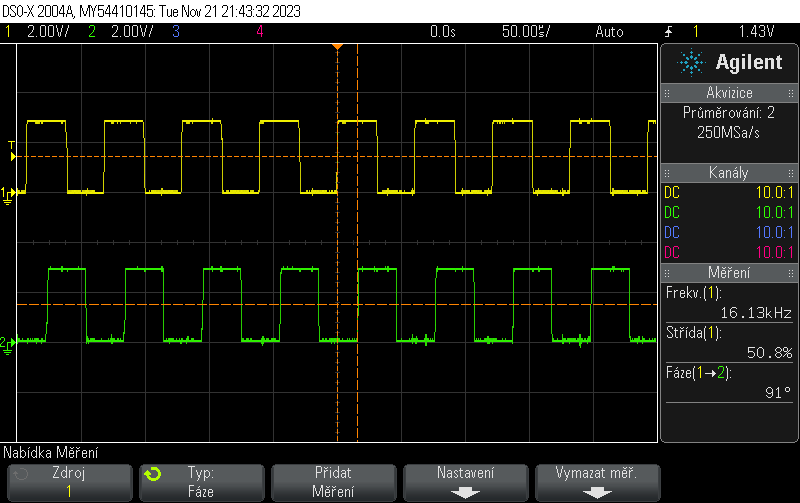 DSO-X 2004A, MY54410145: Tue Nov 21 21:43:32 2023
1 2.00V/ 2 2.00V/ 3 4 0.0s 50.00µs/ Auto 1 1.43V
Agilent
Akvizice
Průměrování: 2
250MSa/s
Kanály
DC 10.0:1
DC 10.0:1
DC 10.0:1
DC 10.0:1
Měření
Frekv.(1):
16.13kHz
Střída(1):
50.8%
Fáze(1→2):
91°
T
1
2
Nabídka Měření
Zdroj
1
Typ:
Fáze
Přidat
Měření
Nastavení
Vymazat měř.